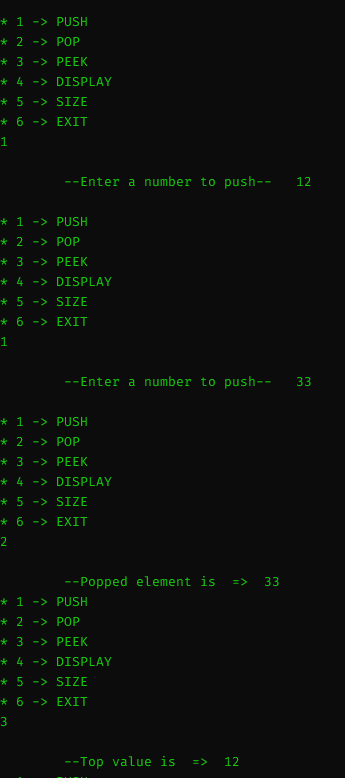 * 1 -> PUSH
* 2 -> POP
* 3 -> PEEK
* 4 -> DISPLAY
* 5 -> SIZE
* 6 -> EXIT
1
--Enter a number to push--   12
* 1 -> PUSH
* 2 -> POP
* 3 -> PEEK
* 4 -> DISPLAY
* 5 -> SIZE
* 6 -> EXIT
1
--Enter a number to push--   33
* 1 -> PUSH
* 2 -> POP
* 3 -> PEEK
* 4 -> DISPLAY
* 5 -> SIZE
* 6 -> EXIT
2
--Popped element is  =>  33
* 1 -> PUSH
* 2 -> POP
* 3 -> PEEK
* 4 -> DISPLAY
* 5 -> SIZE
* 6 -> EXIT
3
--Top value is  =>  12